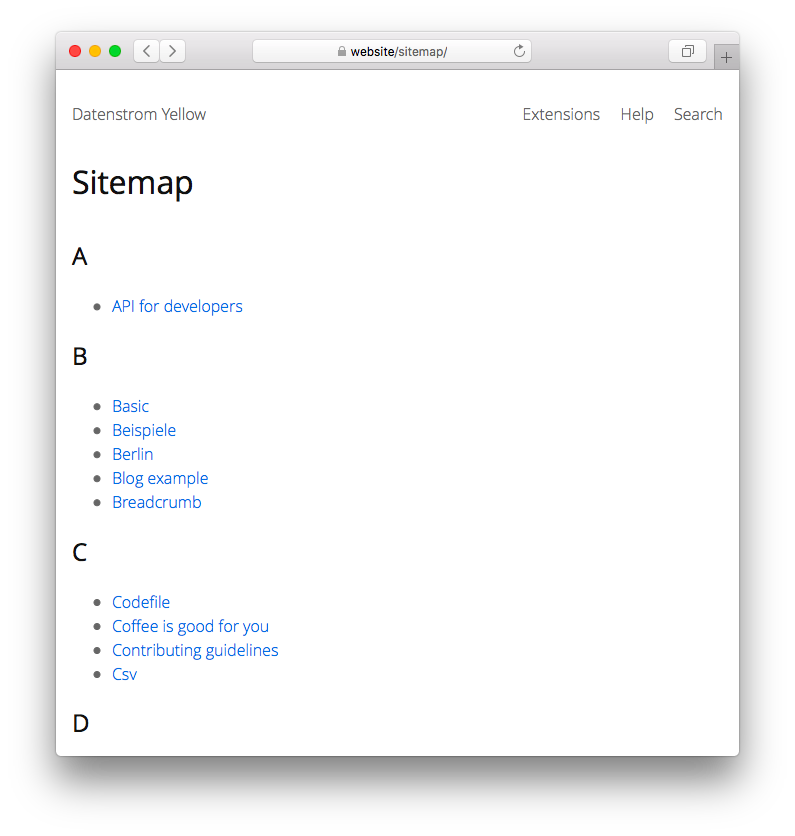 website/sitemap/
Datenstrom Yellow Extensions Help Search
Sitemap
A
API for developers
B
Basic
Beispiele
Berlin
Blog example
Breadcrumb
C
Codefile
Coffee is good for you
Contributing guidelines
Csv
D